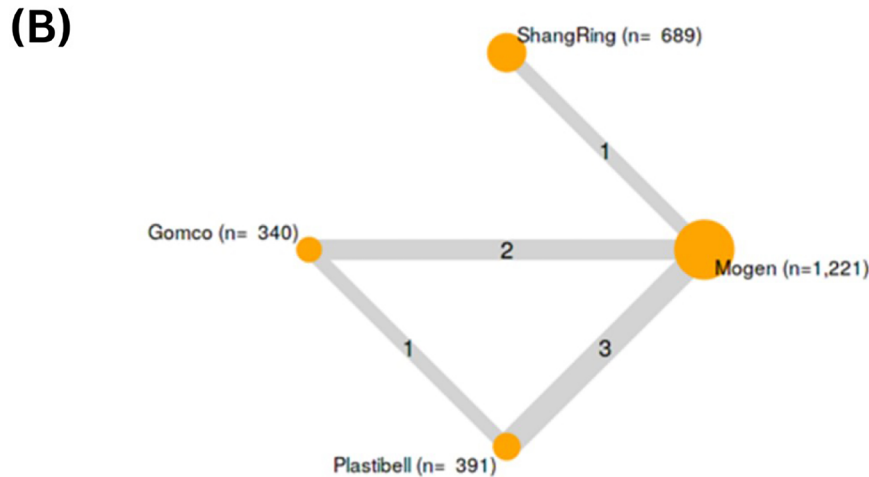 (B)
ShangRing (n= 689)
1
Gomco (n= 340)
2
Mogen (n=1,221)
1
3
Plastibell (n= 391)